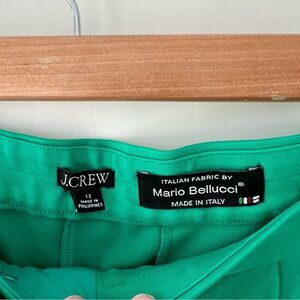 J.CREW
12
MADE IN
PHILIPPINES
ITALIAN FABRIC BY
Mario Bellucci®
MADE IN ITALY